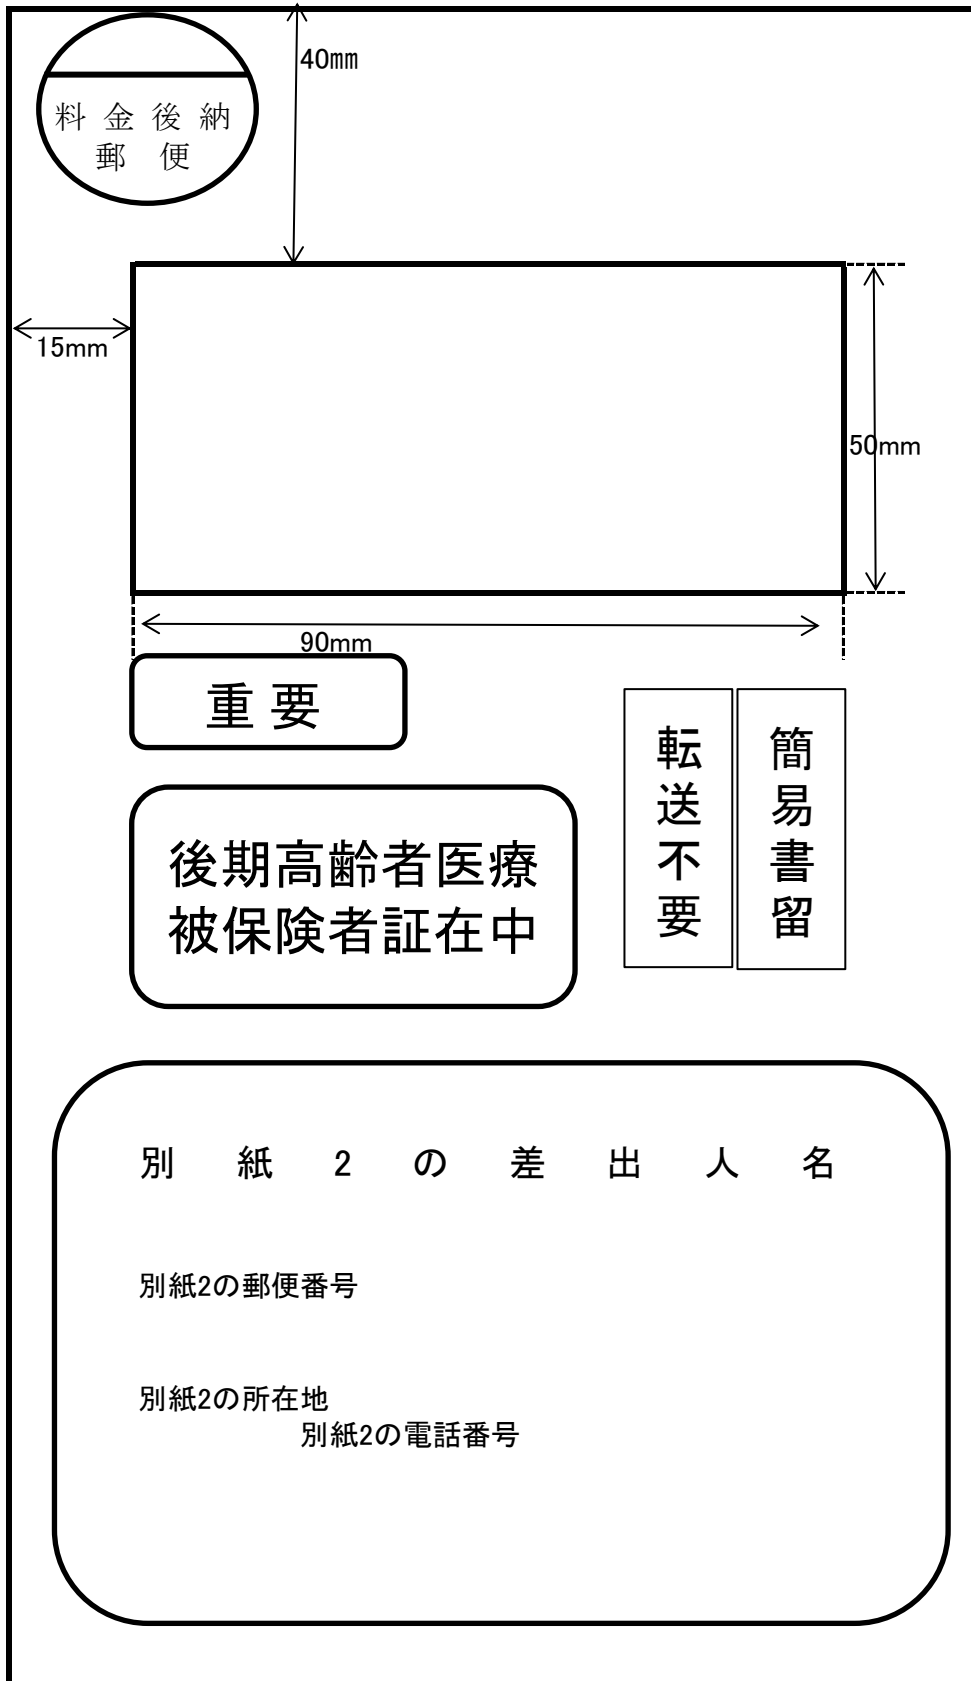 40mm
料金後納
郵便
15mm
50mm
90mm
重要
転送不要
簡易書留
後期高齢者医療
被保険者証在中
別紙2の差出人名
別紙2の郵便番号
別紙2の所在地
別紙2の電話番号